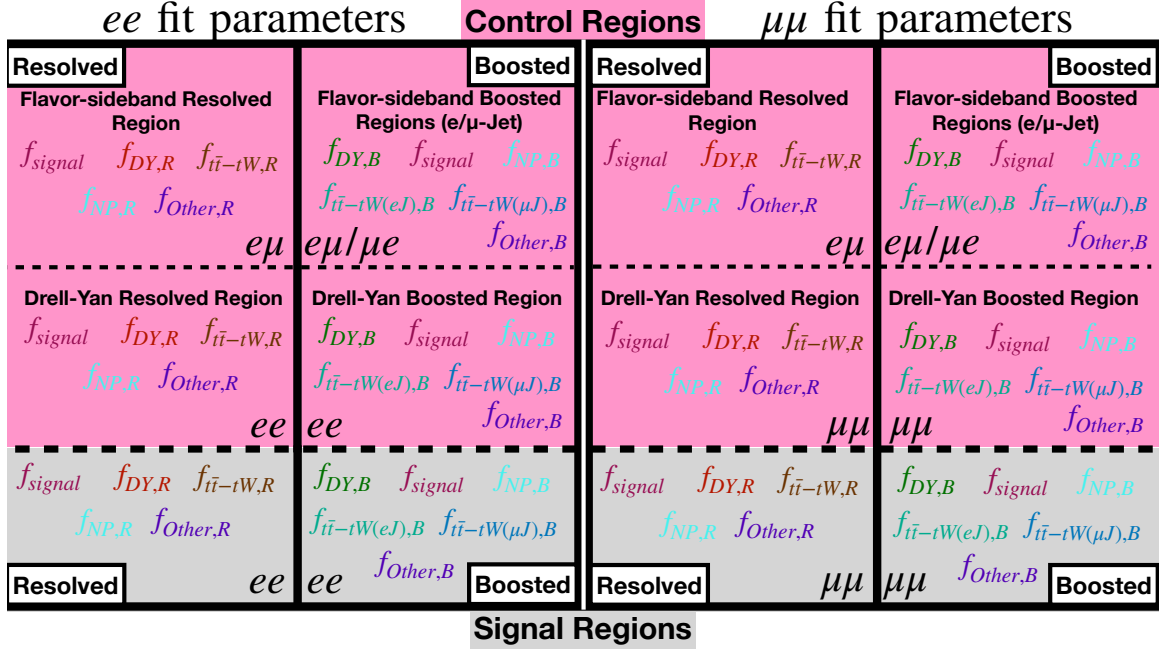 ee fit parameters Control Regions μμ fit parameters
Resolved Boosted Resolved Boosted
Flavor-sideband Resolved Region
Flavor-sideband Boosted Regions (e/μ-Jet)
Flavor-sideband Resolved Region
Flavor-sideband Boosted Regions (e/μ-Jet)
f_signal f_DY,R f_tt̄−tW,R f_DY,B f_signal f_NP,B f_signal f_DY,R f_tt̄−tW,R f_DY,B f_signal f_NP,B
f_NP,R f_Other,R f_tt̄−tW(eJ),B f_tt̄−tW(μJ),B f_NP,R f_Other,R f_tt̄−tW(eJ),B f_tt̄−tW(μJ),B
eμ eμ/μe f_Other,B eμ eμ/μe f_Other,B
Drell-Yan Resolved Region Drell-Yan Boosted Region Drell-Yan Resolved Region Drell-Yan Boosted Region
f_signal f_DY,R f_tt̄−tW,R f_DY,B f_signal f_NP,B f_signal f_DY,R f_tt̄−tW,R f_DY,B f_signal f_NP,B
f_NP,R f_Other,R f_tt̄−tW(eJ),B f_tt̄−tW(μJ),B f_NP,R f_Other,R f_tt̄−tW(eJ),B f_tt̄−tW(μJ),B
ee ee f_Other,B μμ μμ f_Other,B
f_signal f_DY,R f_tt̄−tW,R f_DY,B f_signal f_NP,B f_signal f_DY,R f_tt̄−tW,R f_DY,B f_signal f_NP,B
f_NP,R f_Other,R f_tt̄−tW(eJ),B f_tt̄−tW(μJ),B f_NP,R f_Other,R f_tt̄−tW(eJ),B f_tt̄−tW(μJ),B
Resolved ee ee f_Other,B Boosted Resolved μμ μμ f_Other,B Boosted
Signal Regions